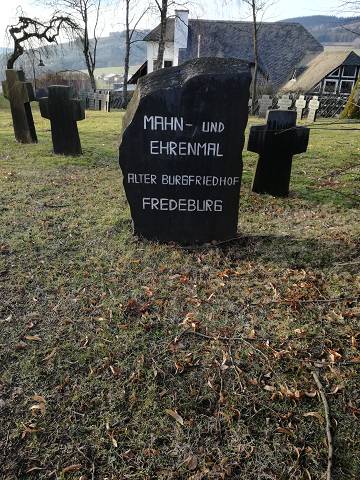 MAHN- UND
EHRENMAL
ALTER BURGFRIEDHOF
FREDEBURG